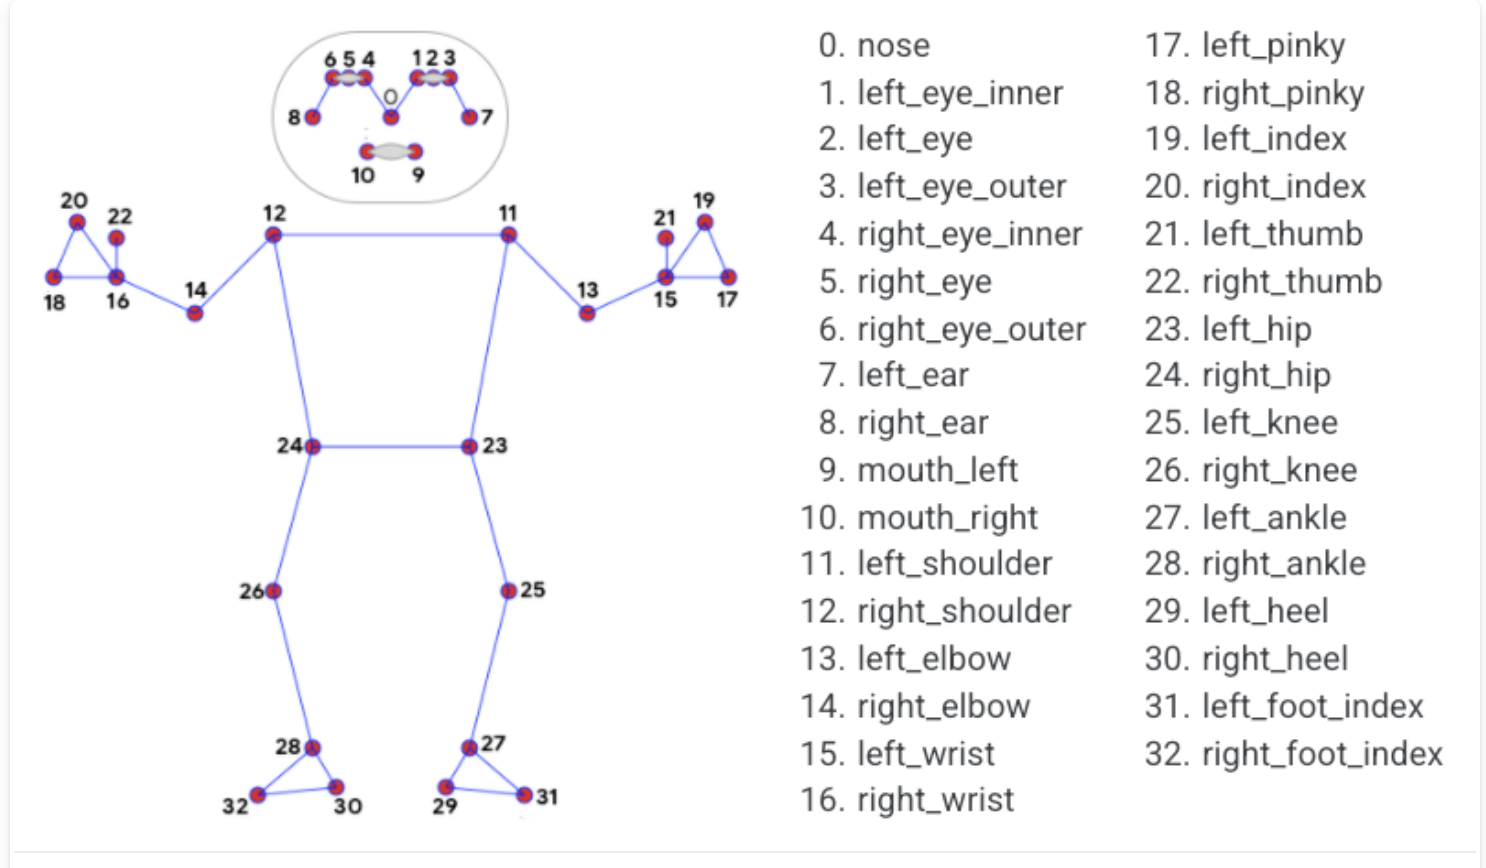 6 5 4 1 2 3
0
8 7
10 9
20 22 12 11 21 19
18 16 14 13 15 17
24 23
26 25
28 27
32 30 29 31
0. nose
1. left_eye_inner
2. left_eye
3. left_eye_outer
4. right_eye_inner
5. right_eye
6. right_eye_outer
7. left_ear
8. right_ear
9. mouth_left
10. mouth_right
11. left_shoulder
12. right_shoulder
13. left_elbow
14. right_elbow
15. left_wrist
16. right_wrist
17. left_pinky
18. right_pinky
19. left_index
20. right_index
21. left_thumb
22. right_thumb
23. left_hip
24. right_hip
25. left_knee
26. right_knee
27. left_ankle
28. right_ankle
29. left_heel
30. right_heel
31. left_foot_index
32. right_foot_index